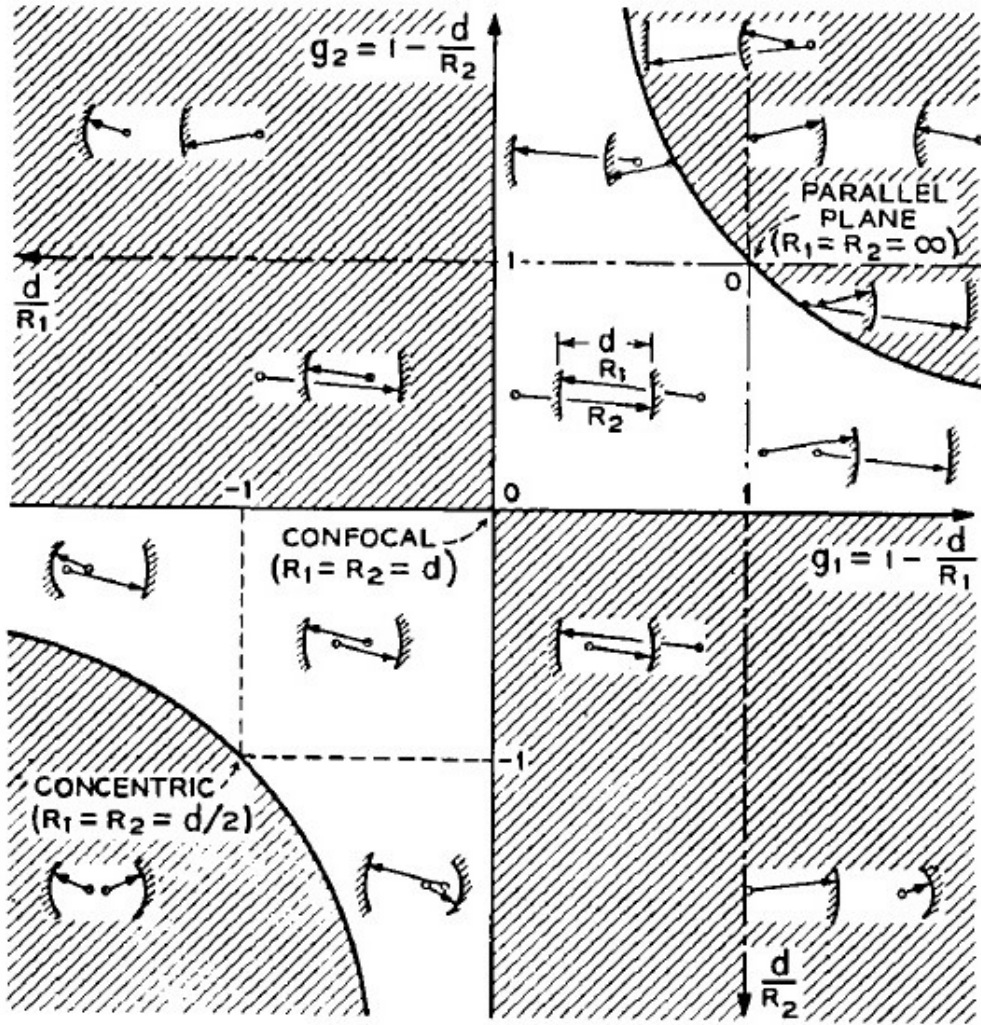 g₂ = 1 - d/R₂
PARALLEL
PLANE
(R₁ = R₂ = ∞)
d/R₁
1
0
d
R₁
R₂
-1
0
1
CONFOCAL
(R₁ = R₂ = d)
g₁ = 1 - d/R₁
-1
CONCENTRIC
(R₁ = R₂ = d/2)
d/R₂